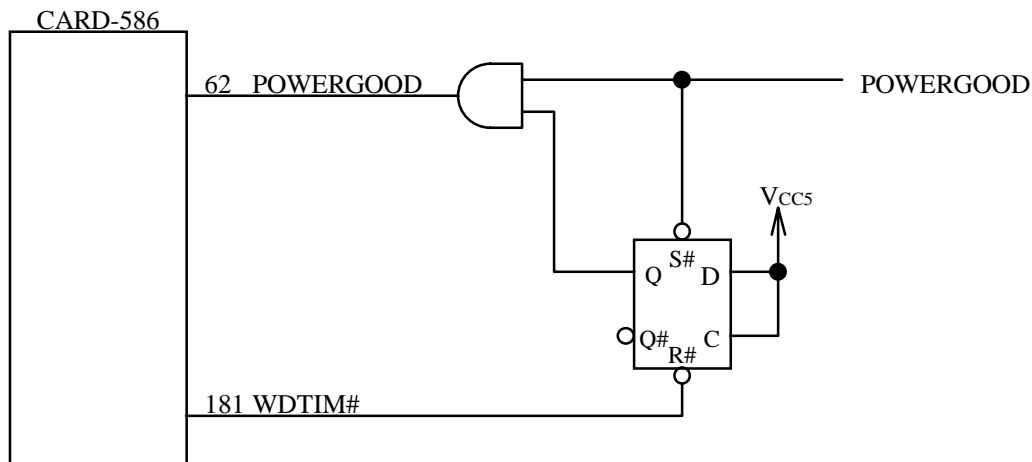 CARD-586
62 POWERGOOD
POWERGOOD
VCC5
S#
Q
D
Q#
C
R#
181 WDTIM#